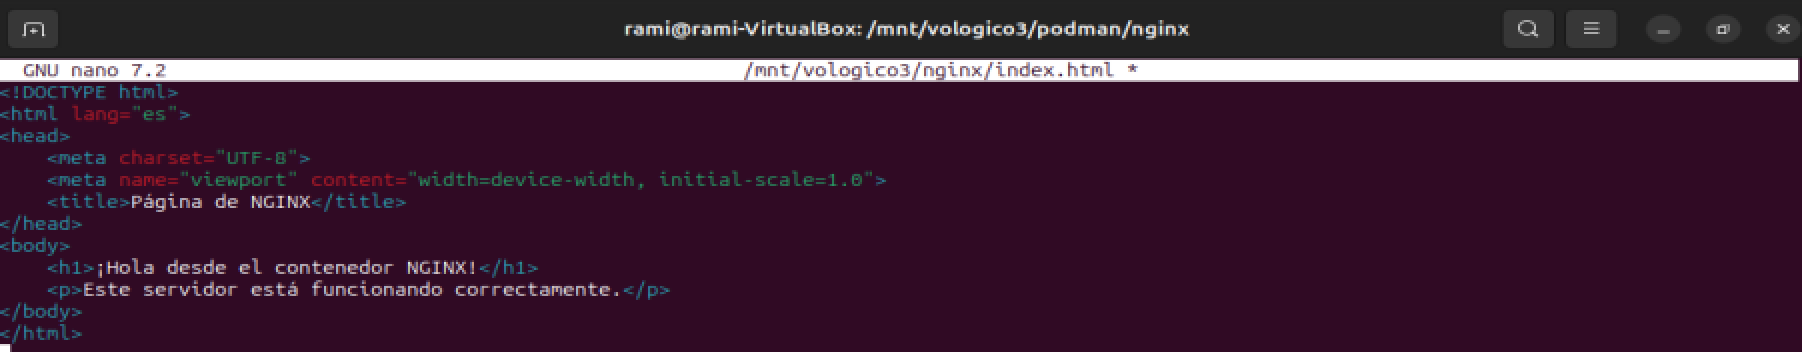 rami@rami-VirtualBox: /mnt/vologico3/podman/nginx
GNU nano 7.2 /mnt/vologico3/nginx/index.html *
<!DOCTYPE html>
<html lang="es">
<head>
    <meta charset="UTF-8">
    <meta name="viewport" content="width=device-width, initial-scale=1.0">
    <title>Página de NGINX</title>
</head>
<body>
    <h1>¡Hola desde el contenedor NGINX!</h1>
    <p>Este servidor está funcionando correctamente.</p>
</body>
</html>